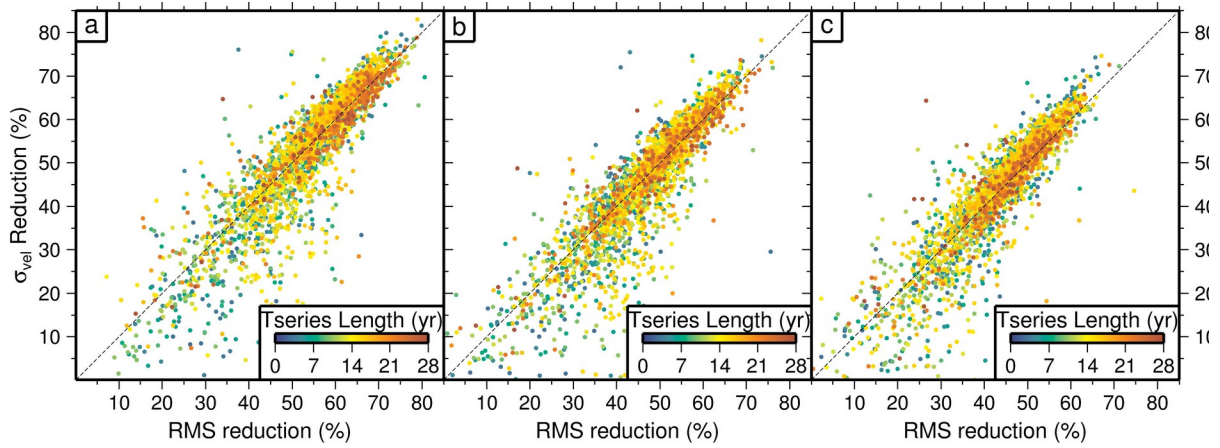 a b c
80 80
70 70
60 60
50 50
40 40
30 30
20 20
10 10
σvel Reduction (%)
Tseries Length (yr) Tseries Length (yr) Tseries Length (yr)
0 7 14 21 28 0 7 14 21 28 0 7 14 21 28
10 20 30 40 50 60 70 80 10 20 30 40 50 60 70 80 10 20 30 40 50 60 70 80
RMS reduction (%) RMS reduction (%) RMS reduction (%)